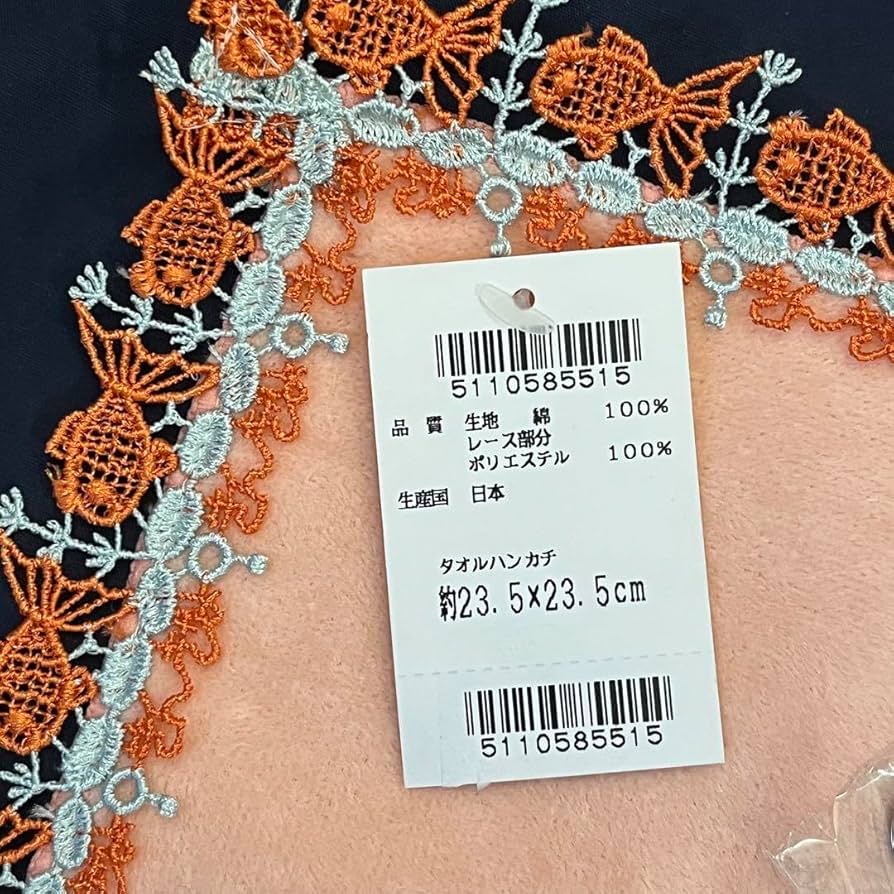 5110585515
品質 生地 綿 100%
レース部分
ポリエステル 100%
生産国 日本
タオルハンカチ
約23.5×23.5cm
5110585515